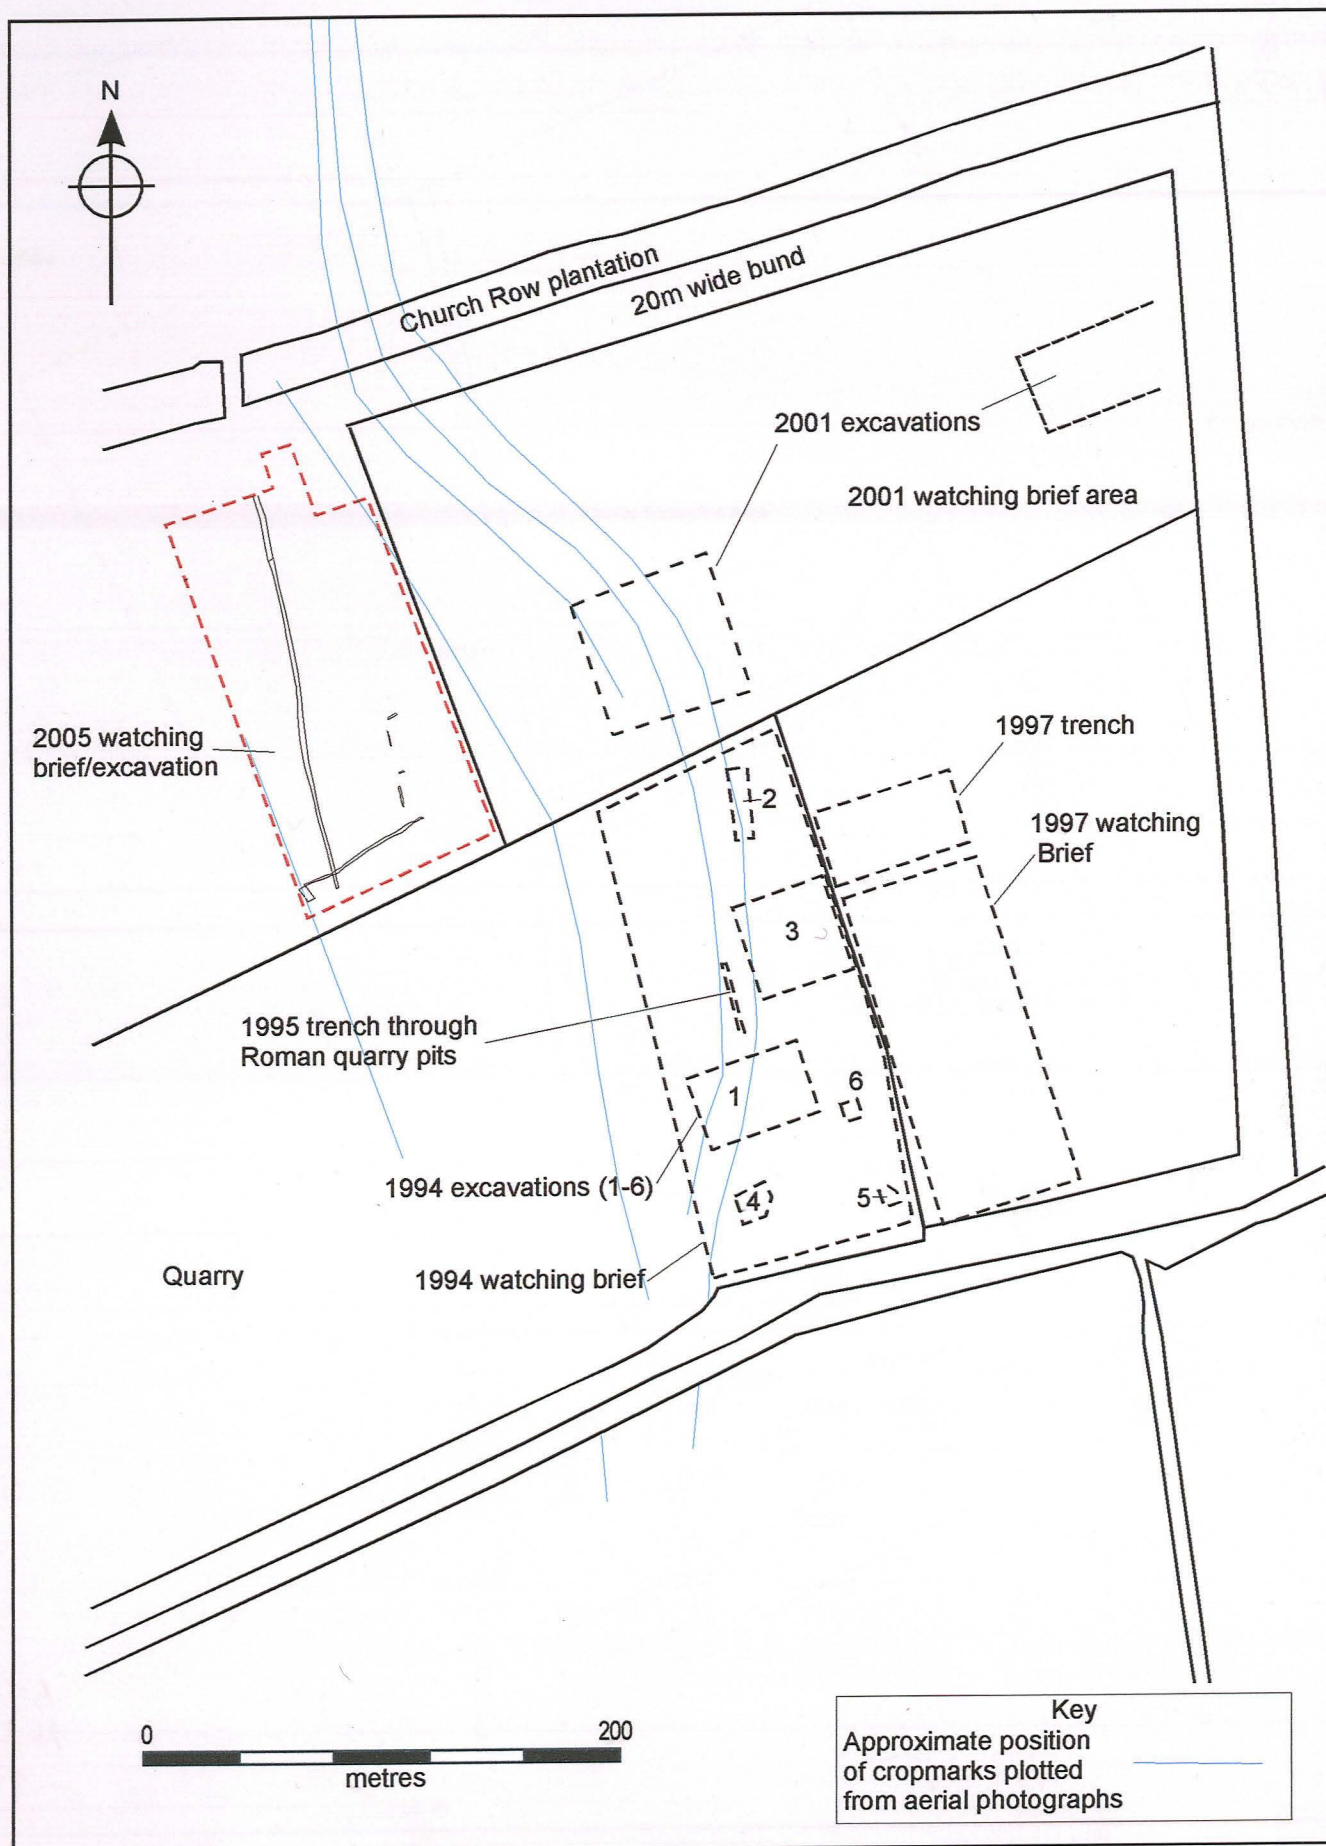 N
Church Row plantation
20m wide bund
2001 excavations
2001 watching brief area
2005 watching
brief/excavation
1997 trench
2
1997 watching
Brief
3
1995 trench through
Roman quarry pits
6
1
1994 excavations (1-6)
4
5
Quarry
1994 watching brief
0
200
metres
Key
Approximate position
of cropmarks plotted
from aerial photographs